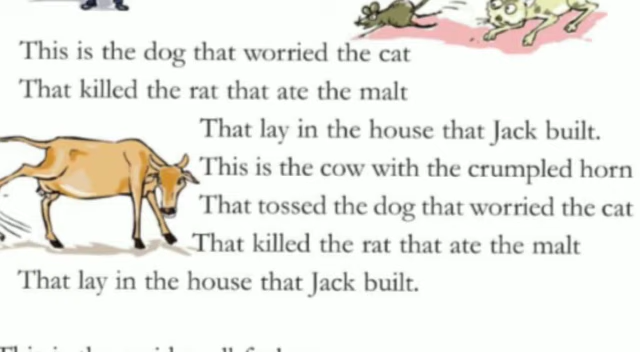 This is the dog that worried the cat
That killed the rat that ate the malt
That lay in the house that Jack built.
This is the cow with the crumpled horn
That tossed the dog that worried the cat
That killed the rat that ate the malt
That lay in the house that Jack built.